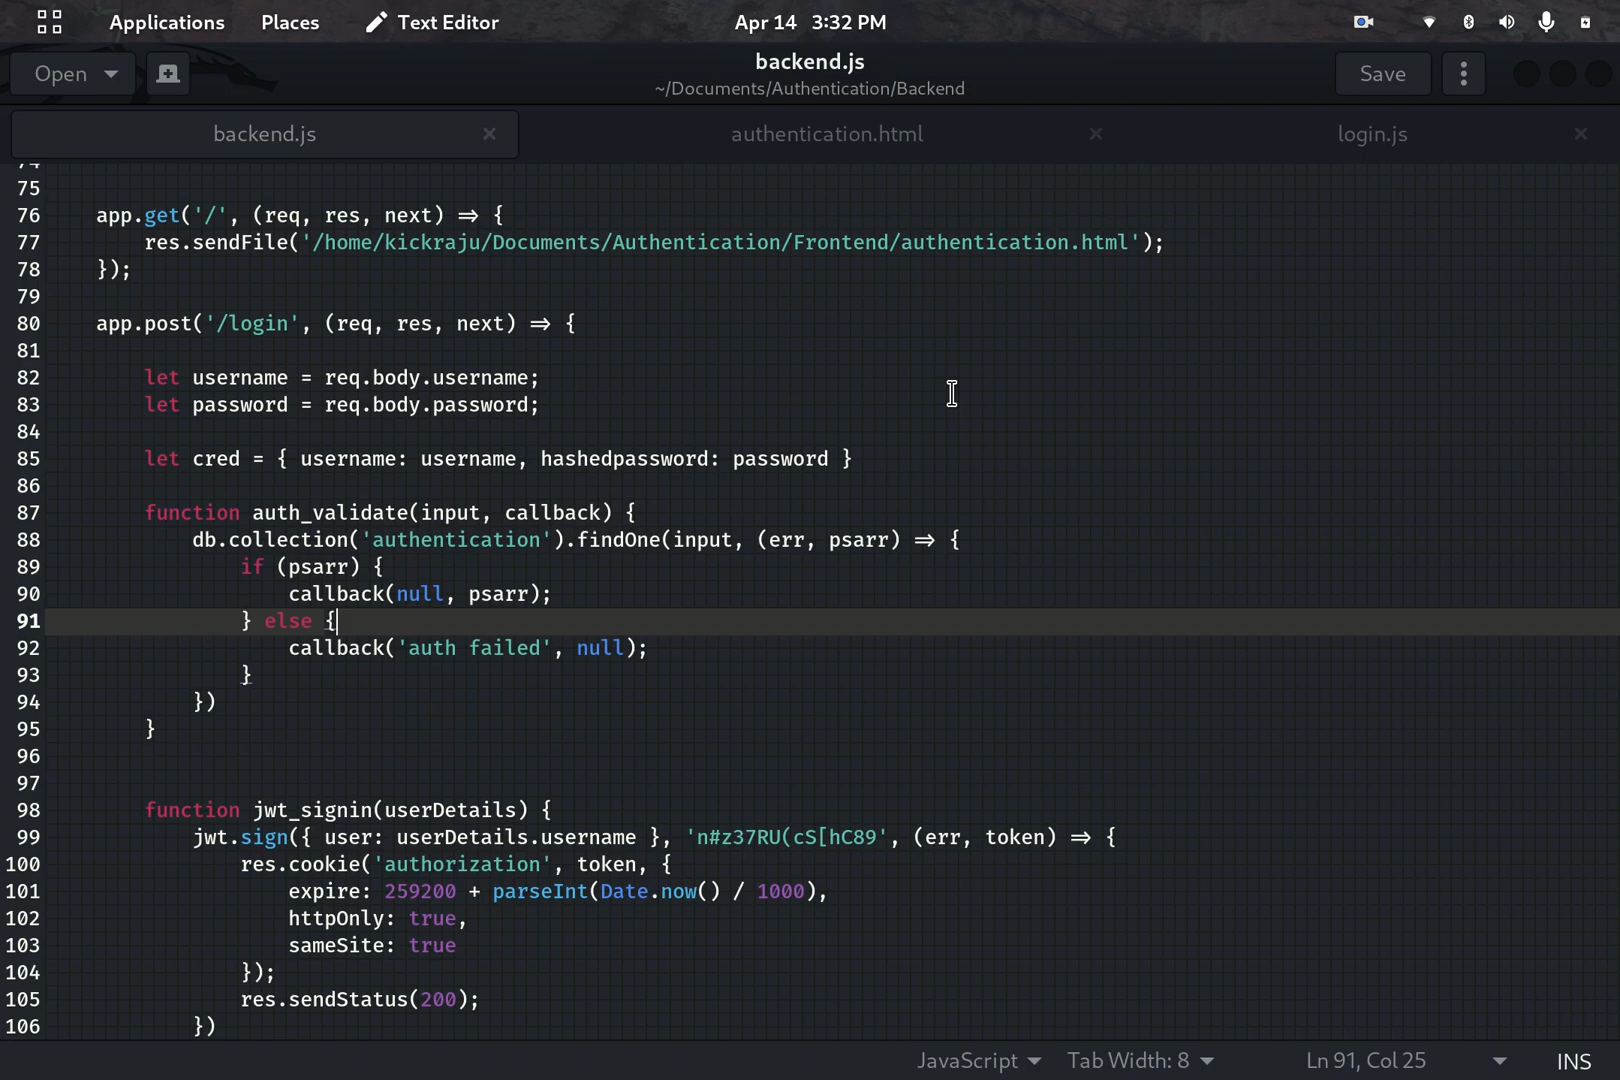 Applications Places Text Editor Apr 14 3:32 PM
Open backend.js Save
~/Documents/Authentication/Backend
backend.js × authentication.html × login.js ×
74
75
76 app.get('/', (req, res, next) => {
77 res.sendFile('/home/kickraju/Documents/Authentication/Frontend/authentication.html');
78 });
79
80 app.post('/login', (req, res, next) => {
81
82 let username = req.body.username;
83 let password = req.body.password;
84
85 let cred = { username: username, hashedpassword: password }
86
87 function auth_validate(input, callback) {
88 db.collection('authentication').findOne(input, (err, psarr) => {
89 if (psarr) {
90 callback(null, psarr);
91 } else {
92 callback('auth failed', null);
93 }
94 })
95 }
96
97
98 function jwt_signin(userDetails) {
99 jwt.sign({ user: userDetails.username }, 'n#z37RU(cS[hC89', (err, token) => {
100 res.cookie('authorization', token, {
101 expire: 259200 + parseInt(Date.now() / 1000),
102 httpOnly: true,
103 sameSite: true
104 });
105 res.sendStatus(200);
106 })
JavaScript Tab Width: 8 Ln 91, Col 25 INS